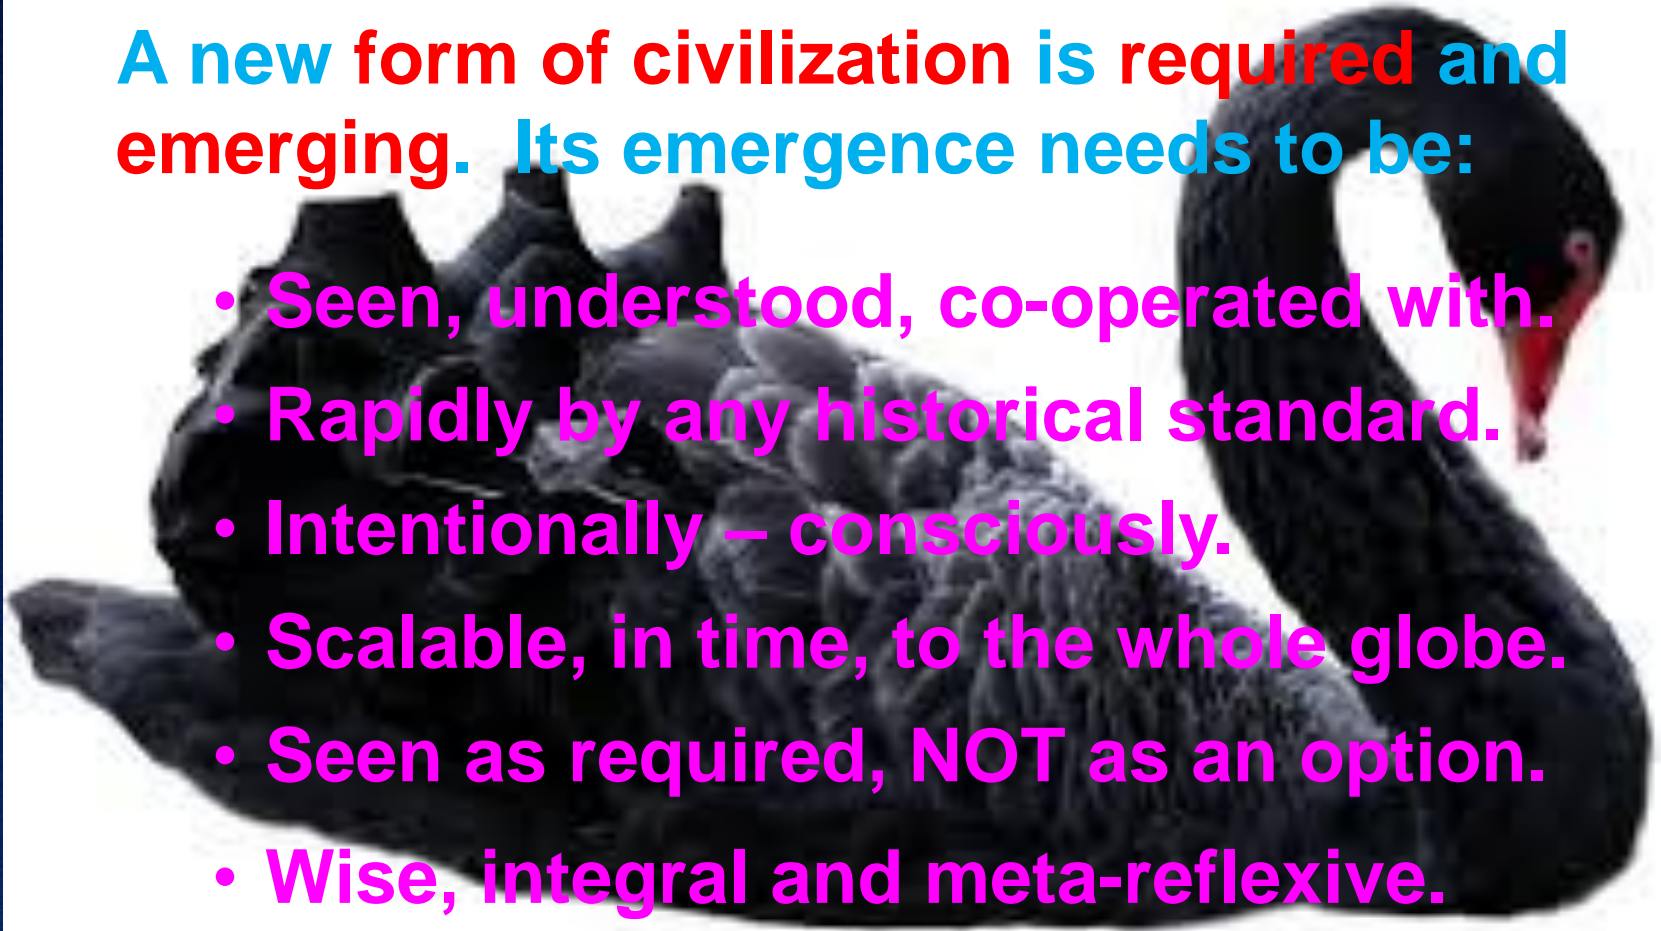 A new form of civilization is required and
emerging. Its emergence needs to be:
• Seen, understood, co-operated with.
• Rapidly by any historical standard.
• Intentionally – consciously.
• Scalable, in time, to the whole globe.
• Seen as required, NOT as an option.
• Wise, integral and meta-reflexive.